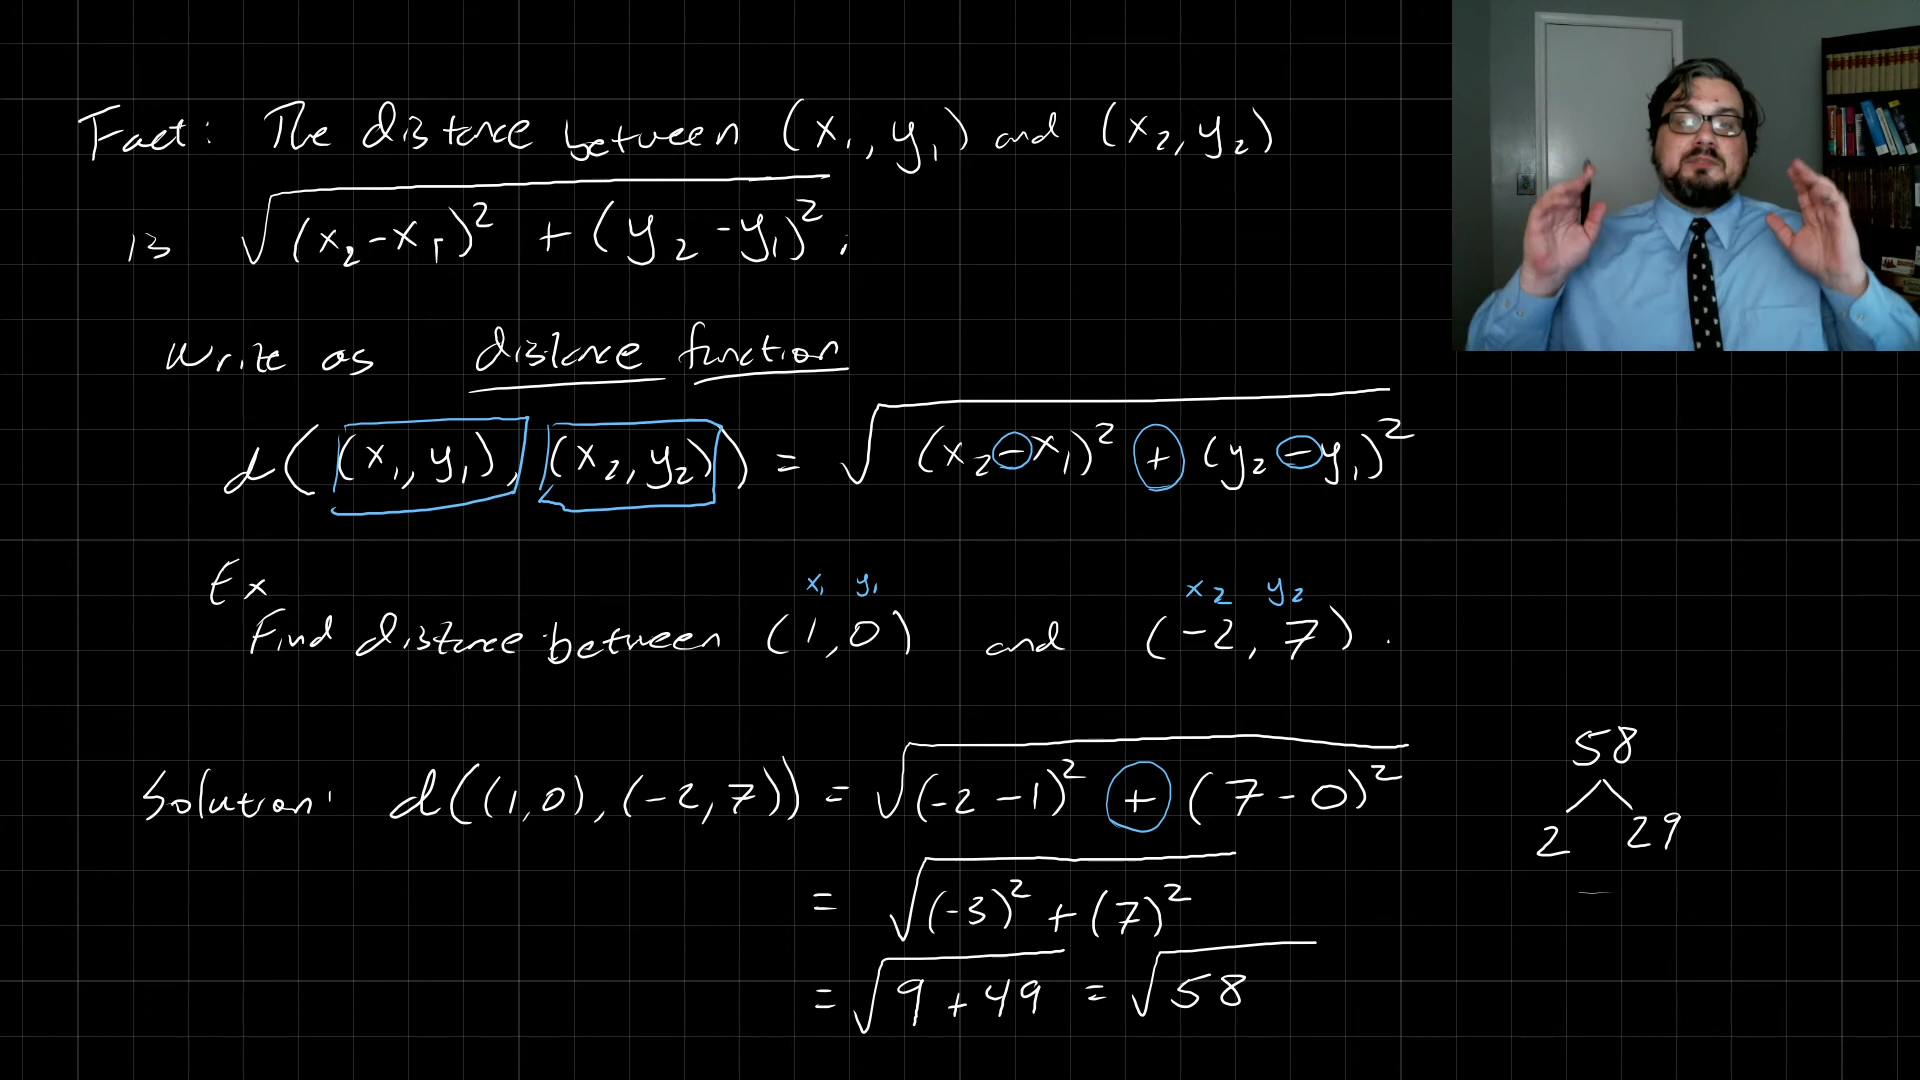 Fact: The distance between (x₁, y₁) and (x₂, y₂)
is √((x₂-x₁)² + (y₂-y₁)².
Write as distance function
d((x₁, y₁), (x₂, y₂)) = √((x₂-x₁)² + (y₂-y₁)²
Ex
x₁ y₁ x₂ y₂
Find distance between (1,0) and (-2, 7).
Solution: d((1,0), (-2,7)) = √((-2-1)² + (7-0)²
= √((-3)² + (7)²
= √(9+49) = √58
58
2 29